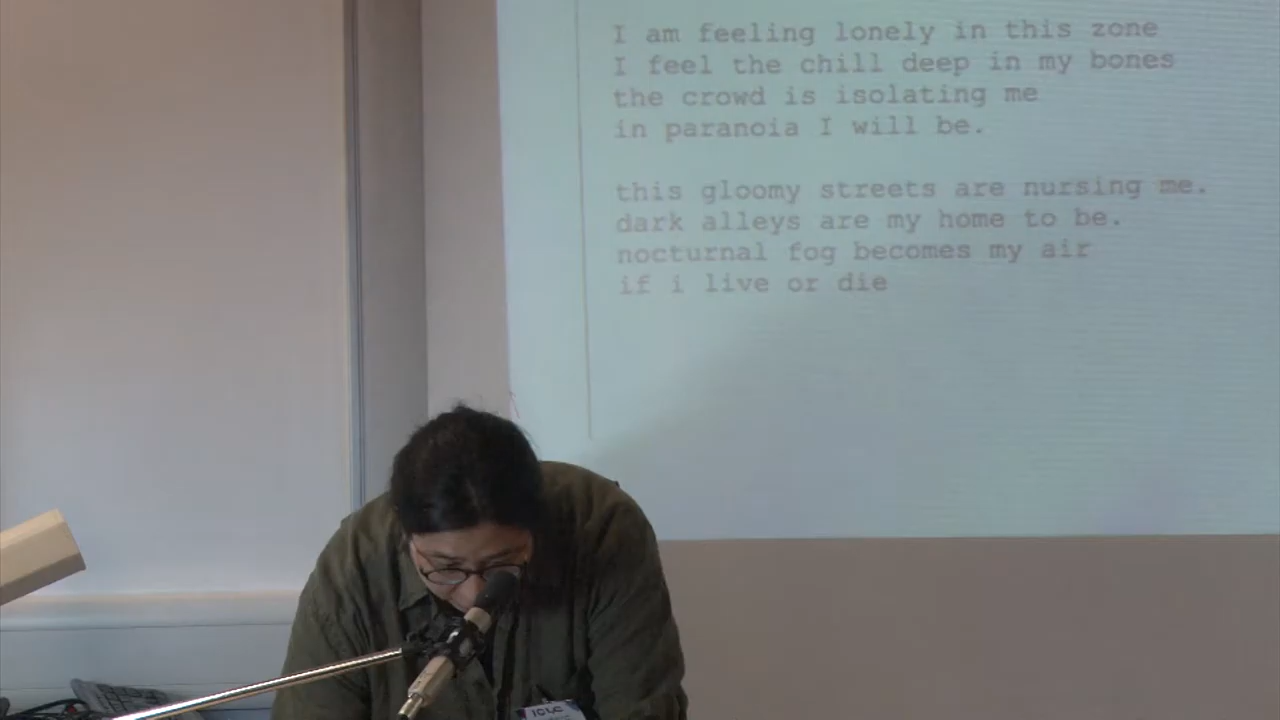 I am feeling lonely in this zone
I feel the chill deep in my bones
the crowd is isolating me
in paranoia I will be.
this gloomy streets are nursing me.
dark alleys are my home to be.
nocturnal fog becomes my air
if i live or die
ICLC